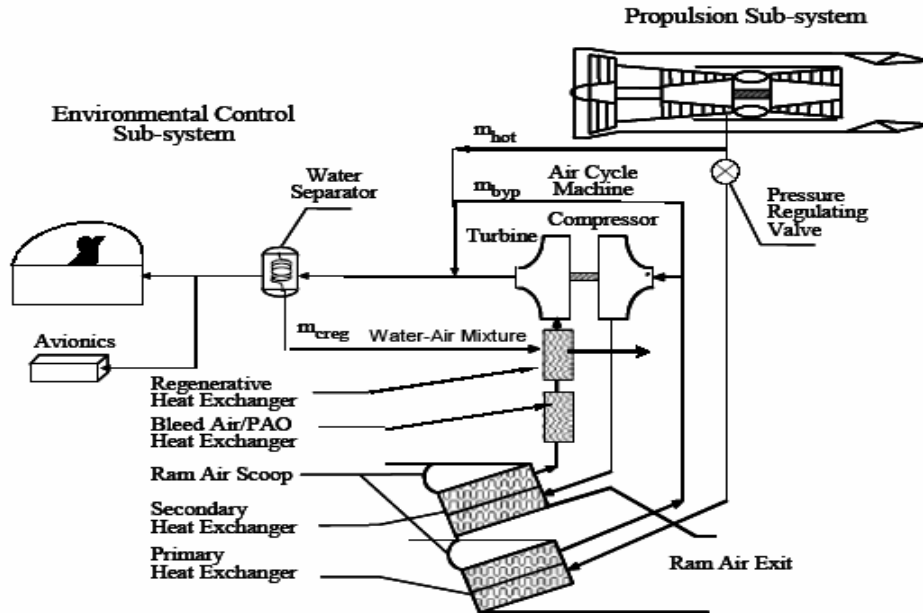 Propulsion Sub-system
Environmental Control
Sub-system
m_hot
Water
Separator
m_byp
Air Cycle
Machine
Pressure
Regulating
Valve
Turbine
Compressor
m_creg
Water-Air Mixture
Avionics
Regenerative
Heat Exchanger
Bleed Air/PAO
Heat Exchanger
Ram Air Scoop
Secondary
Heat Exchanger
Primary
Heat Exchanger
Ram Air Exit